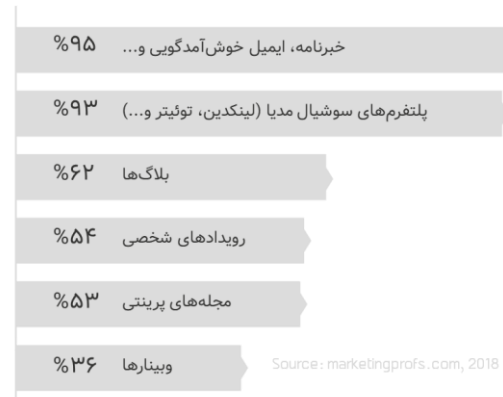 %۹۵ خبرنامه، ایمیل خوش‌آمدگویی و...
%۹۳ پلتفرم‌های سوشیال مدیا (لینکدین، توئیتر و...)
%۶۲ بلاگ‌ها
%۵۴ رویدادهای شخصی
%۵۳ مجله‌های پرینتی
%۳۶ وبینارها
Source: marketingprofs.com, 2018